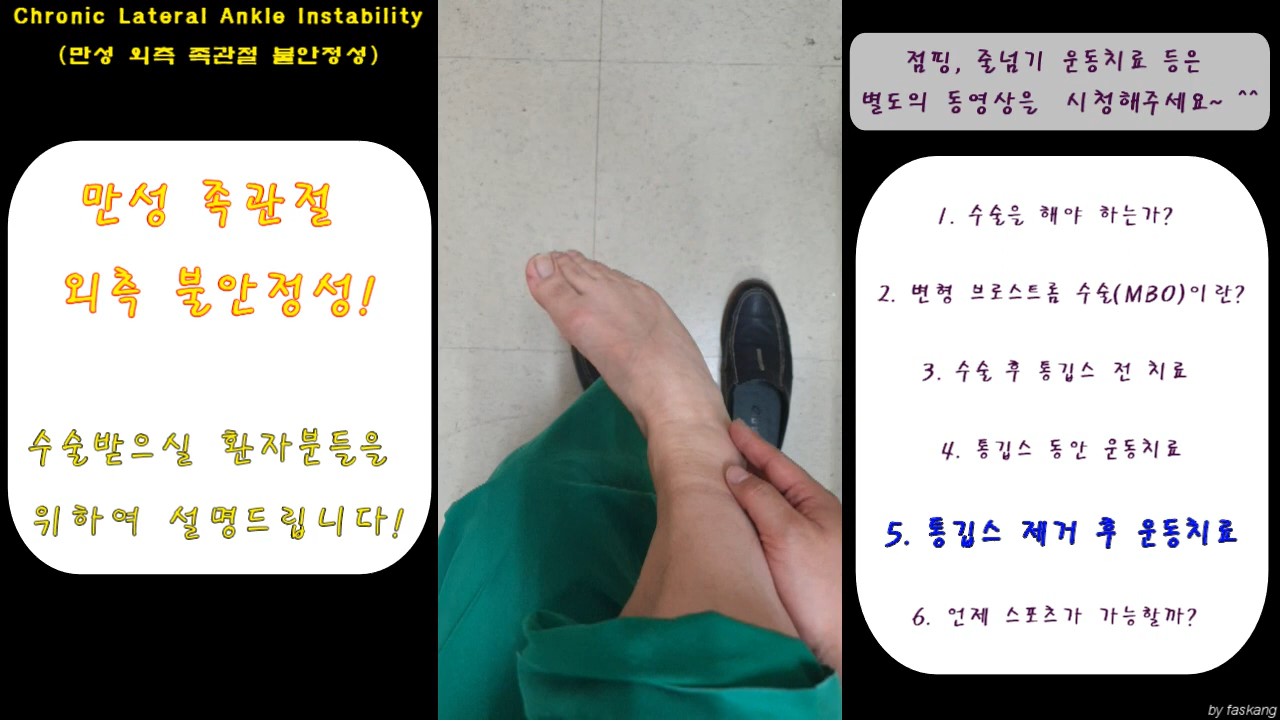 Chronic Lateral Ankle Instability
(만성 외측 족관절 불안정성)
만성 족관절
외측 불안정성!
수술받으실 환자분들을
위하여 설명드립니다!
점핑, 줄넘기 운동치료 등은
별도의 동영상을 시청해주세요~ ^^
1. 수술을 해야 하는가?
2. 변형 브로스트롬 수술(MBO)이란?
3. 수술 후 통깁스 전 치료
4. 통깁스 동안 운동치료
5. 통깁스 제거 후 운동치료
6. 언제 스포츠가 가능할까?
by faskang